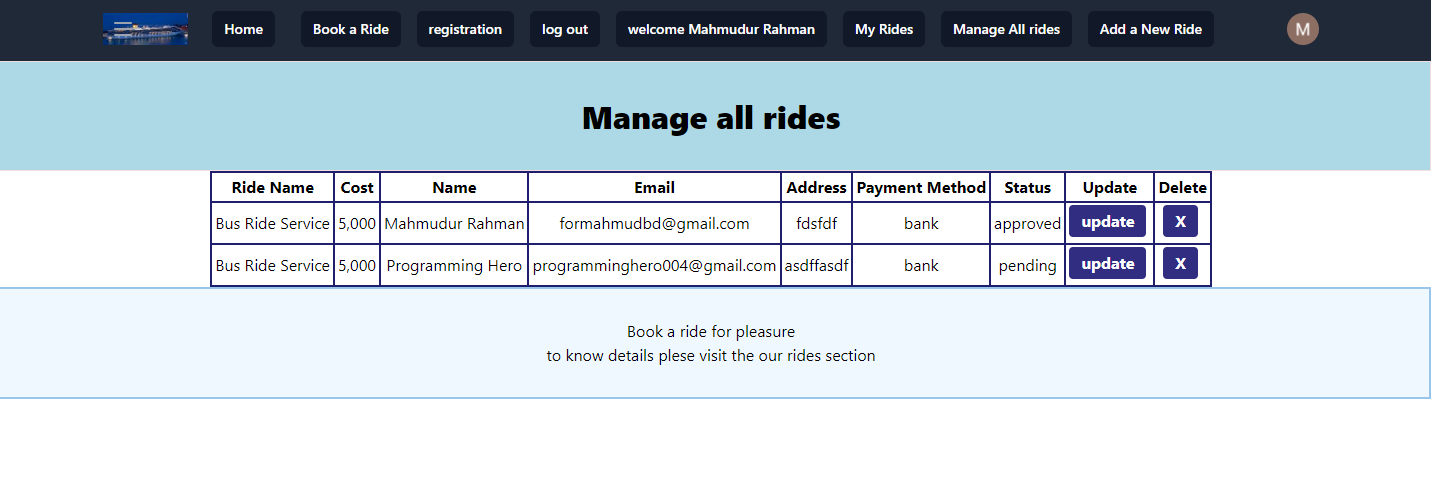 Home Book a Ride registration log out welcome Mahmudur Rahman My Rides Manage All rides Add a New Ride M
Manage all rides
Ride Name Cost Name Email Address Payment Method Status Update Delete
Bus Ride Service 5,000 Mahmudur Rahman formahmudbd@gmail.com fdsfdf bank approved update X
Bus Ride Service 5,000 Programming Hero programminghero004@gmail.com asdffasdf bank pending update X
Book a ride for pleasure
to know details plese visit the our rides section